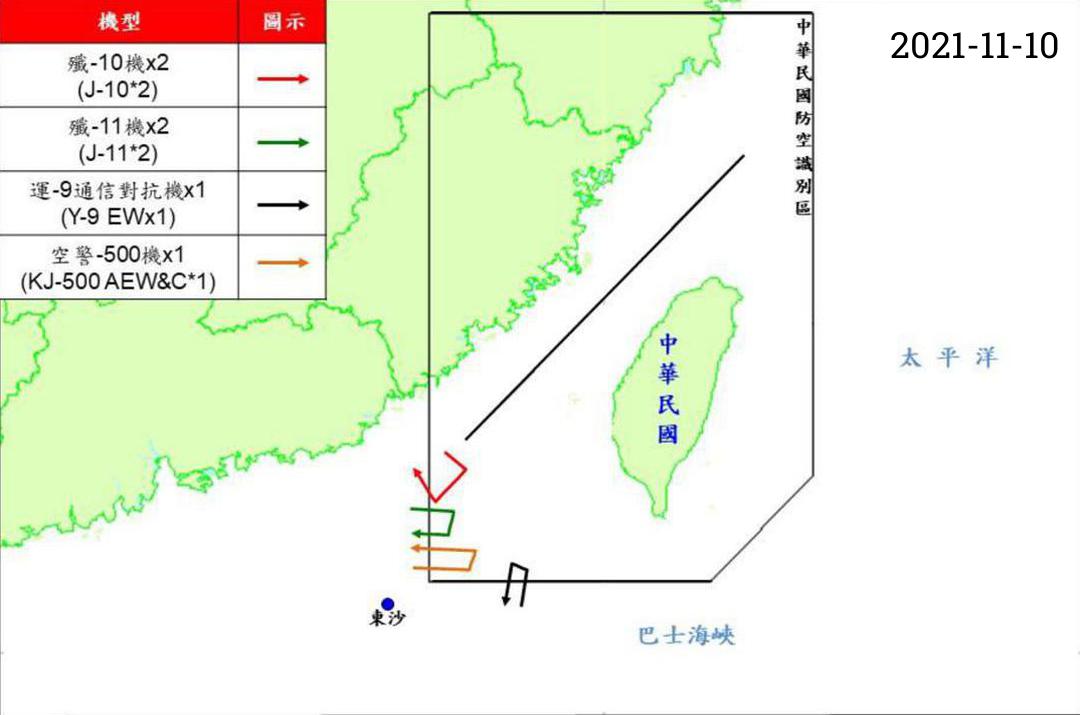 機型 圖示
殲-10機x2
(J-10*2)
殲-11機x2
(J-11*2)
運-9通信對抗機x1
(Y-9 EWx1)
空警-500機x1
(KJ-500 AEW&C*1)
2021-11-10
中華民國防空識別區
中華民國
太平洋
東沙
巴士海峽